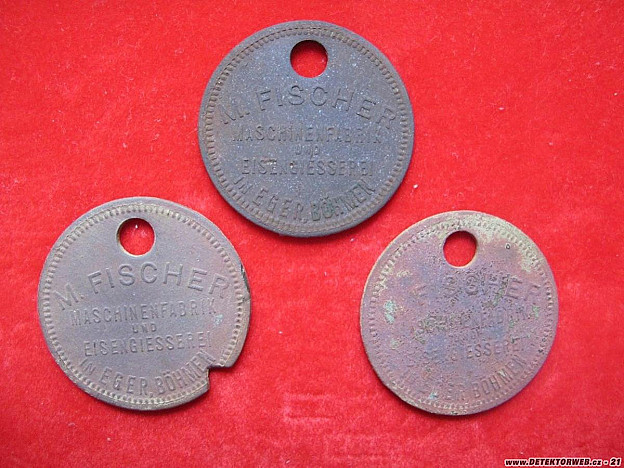 M. FISCHER
MASCHINENFABRIK
UND
EISENGIESSEREI
IN EGER. BÖHMEN
M. FISCHER
MASCHINENFABRIK
UND
EISENGIESSEREI
IN EGER. BÖHMEN
FISCHER
EISENGIESSEREI
EGER. BÖHMEN
www.DETEKTORWEB.cz - 21